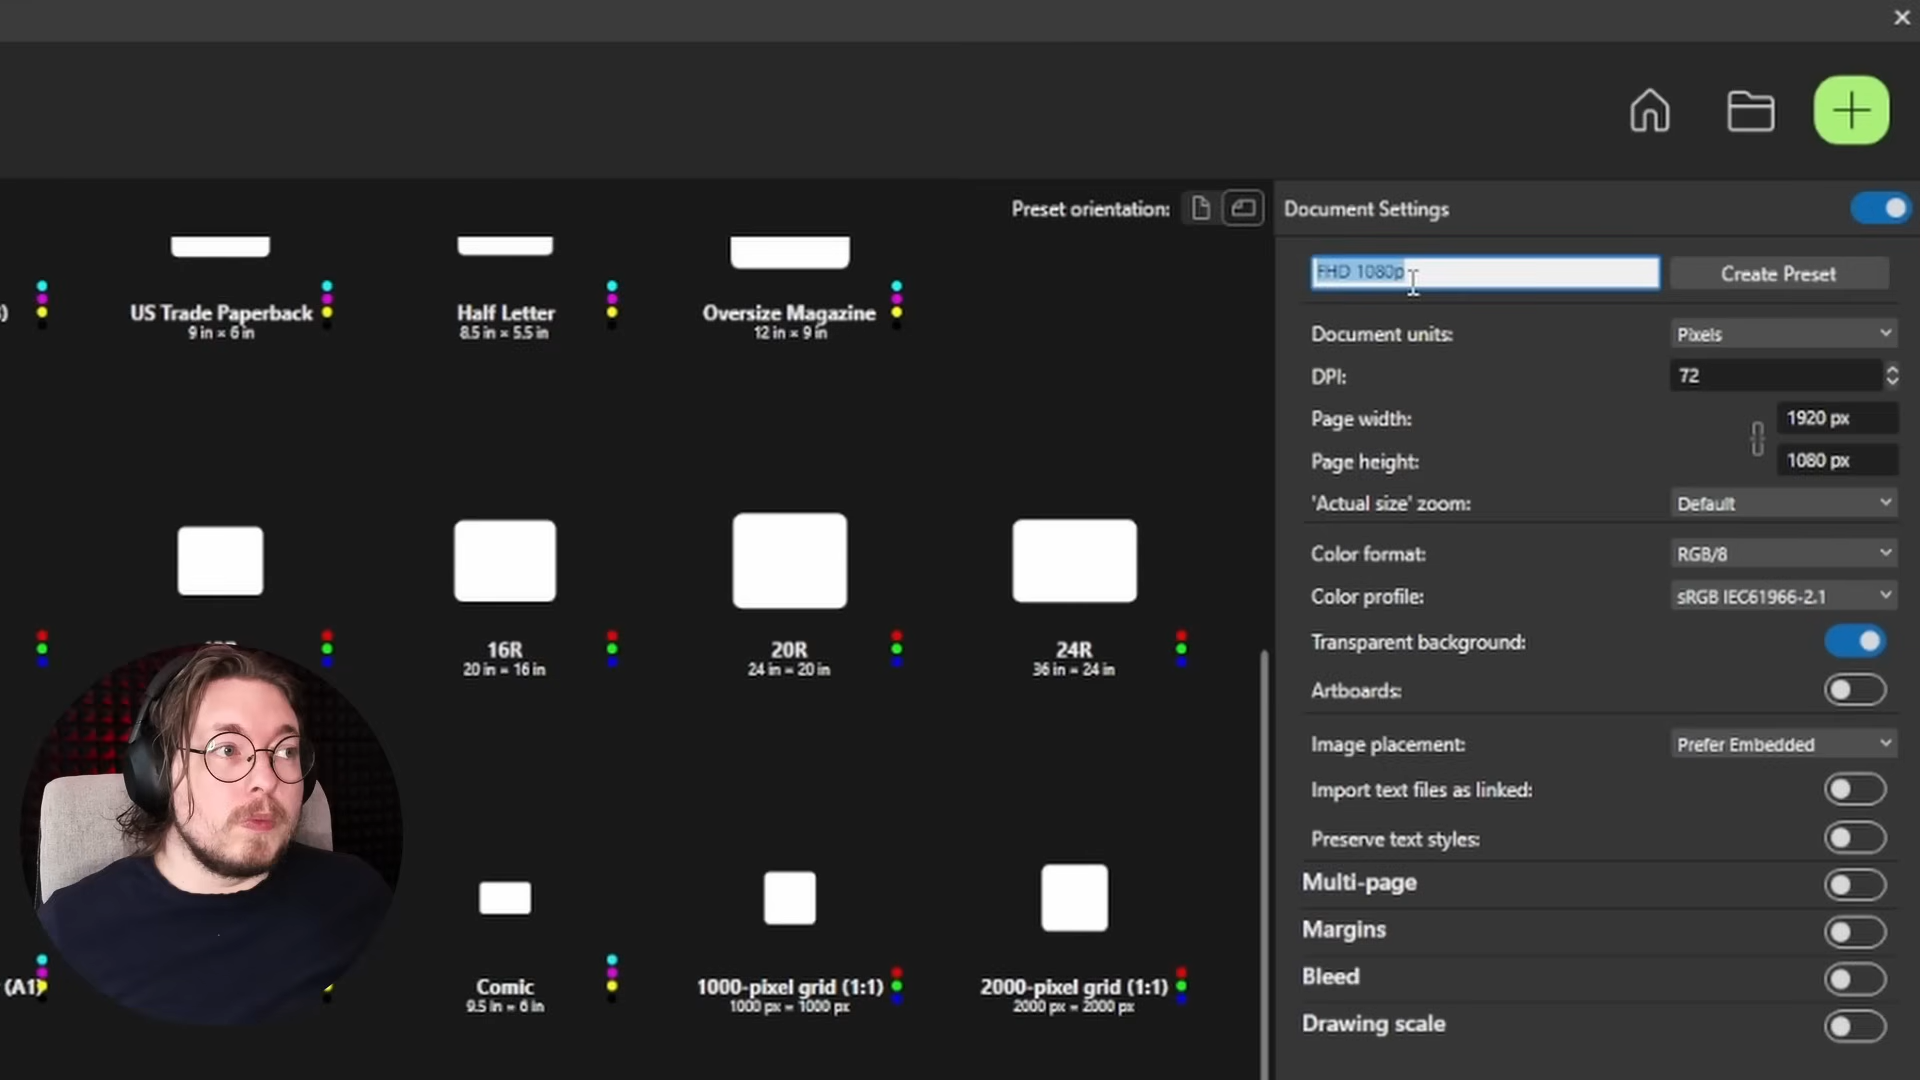 Preset orientation:
Document Settings
FHD 1080p
Create Preset
US Trade Paperback
9 in × 6 in
Half Letter
8.5 in × 5.5 in
Oversize Magazine
12 in × 9 in
Document units:
Pixels
DPI:
72
Page width:
1920 px
Page height:
1080 px
'Actual size' zoom:
Default
Color format:
RGB/8
Color profile:
sRGB IEC61966-2.1
Transparent background:
Artboards:
16R
20 in × 16 in
20R
24 in × 20 in
24R
36 in × 24 in
Image placement:
Prefer Embedded
Import text files as linked:
Preserve text styles:
Multi-page
Margins
Bleed
Drawing scale
(A1)
Comic
9.5 in × 6 in
1000-pixel grid (1:1)
1000 px × 1000 px
2000-pixel grid (1:1)
2000 px × 2000 px